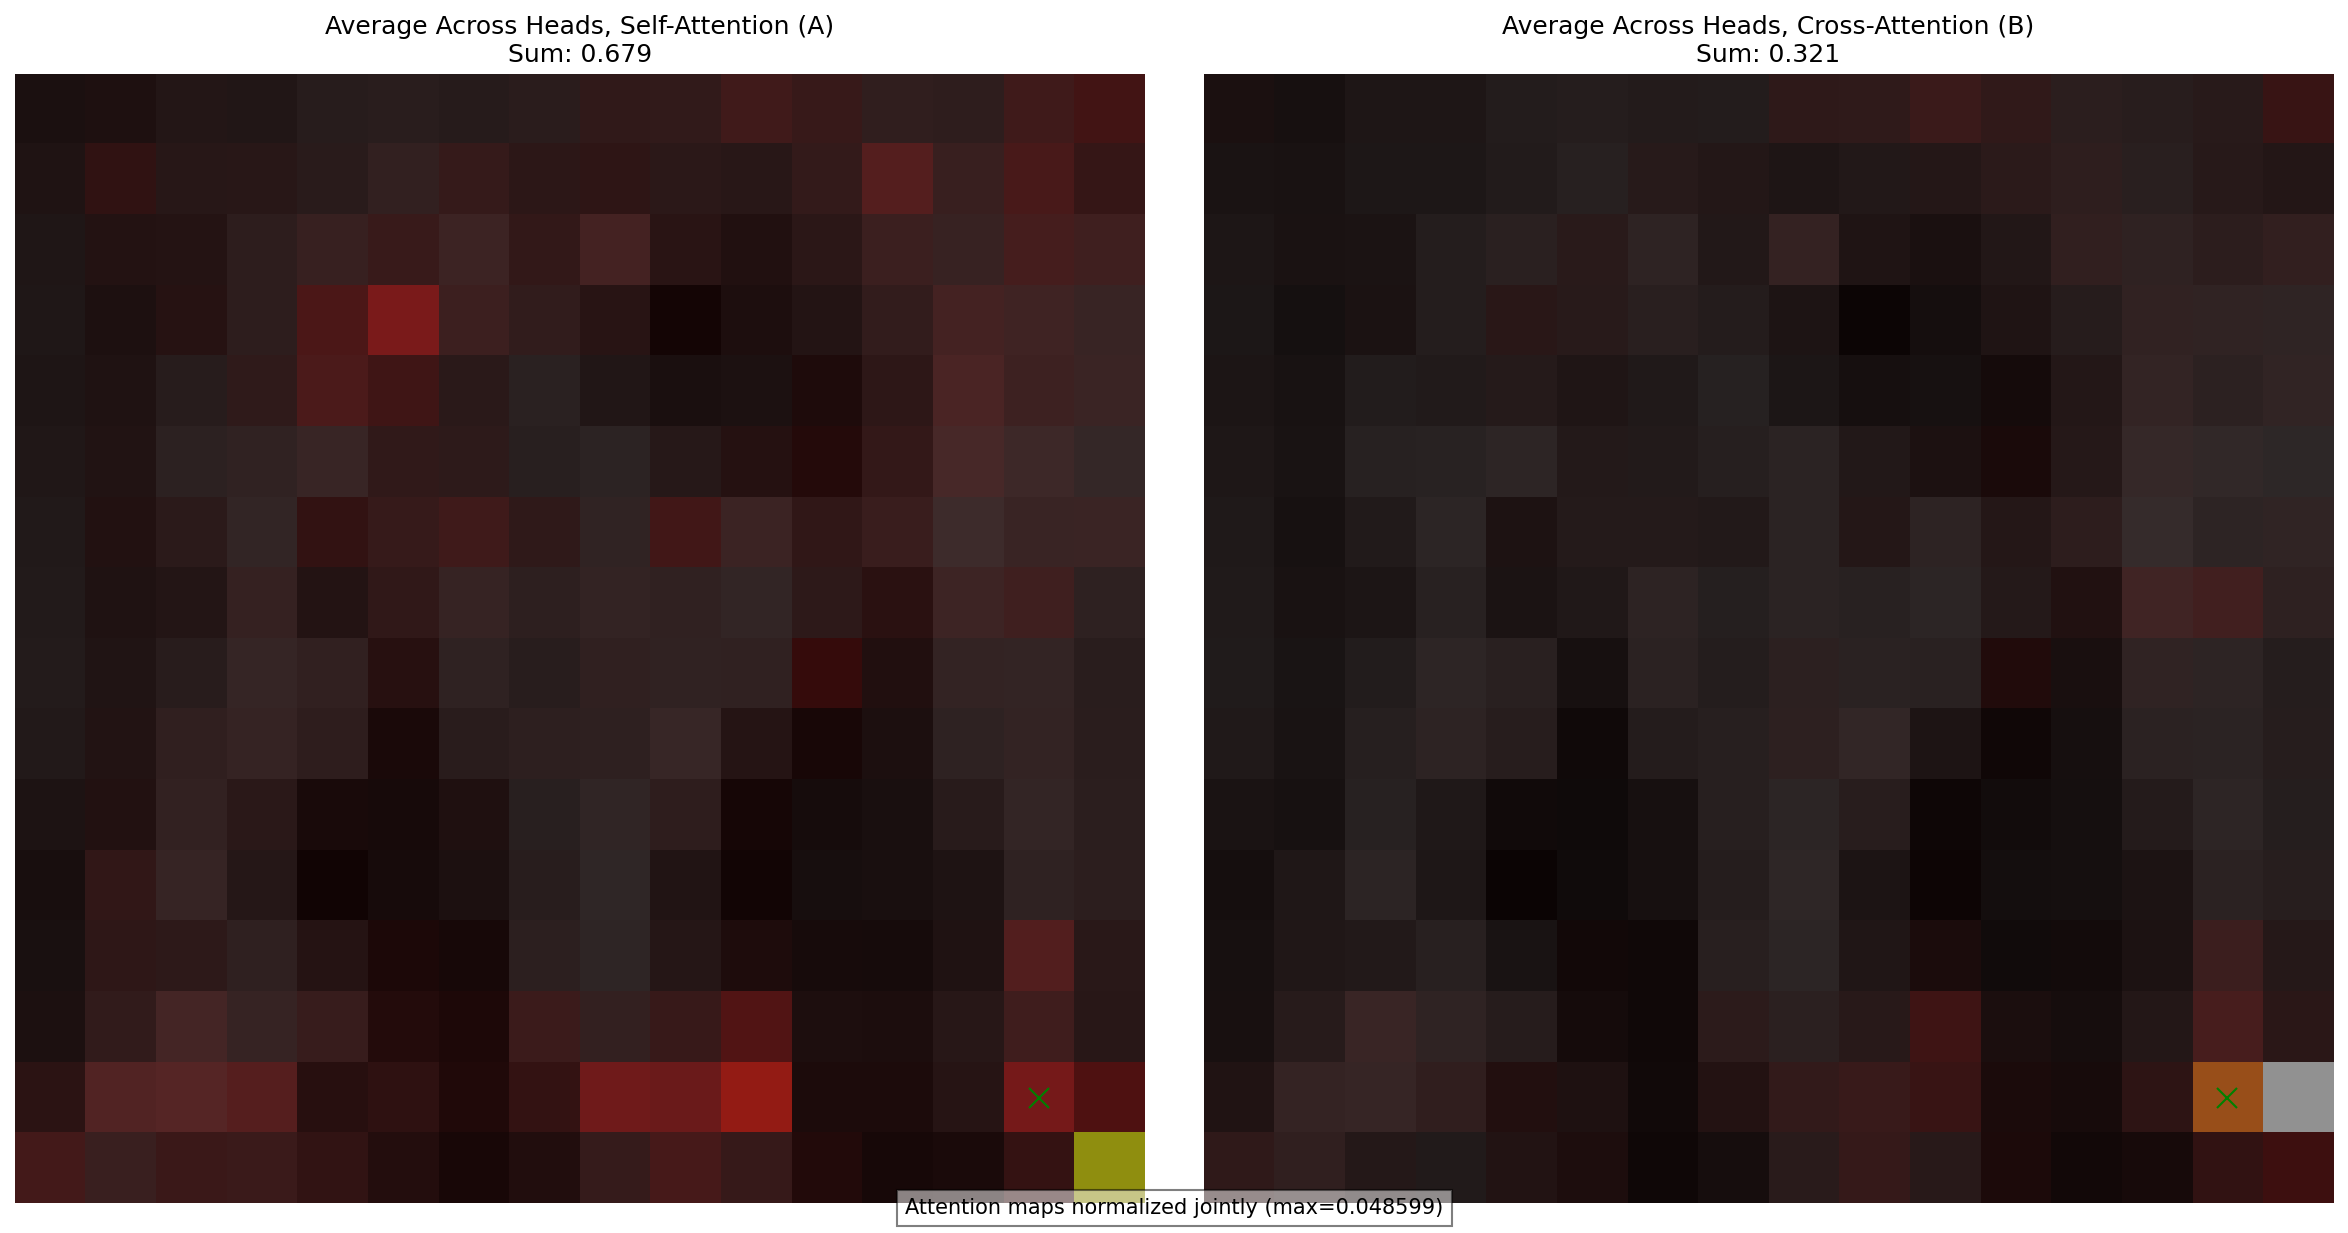 Average Across Heads, Self-Attention (A)
Sum: 0.679
Average Across Heads, Cross-Attention (B)
Sum: 0.321
Attention maps normalized jointly (max=0.048599)